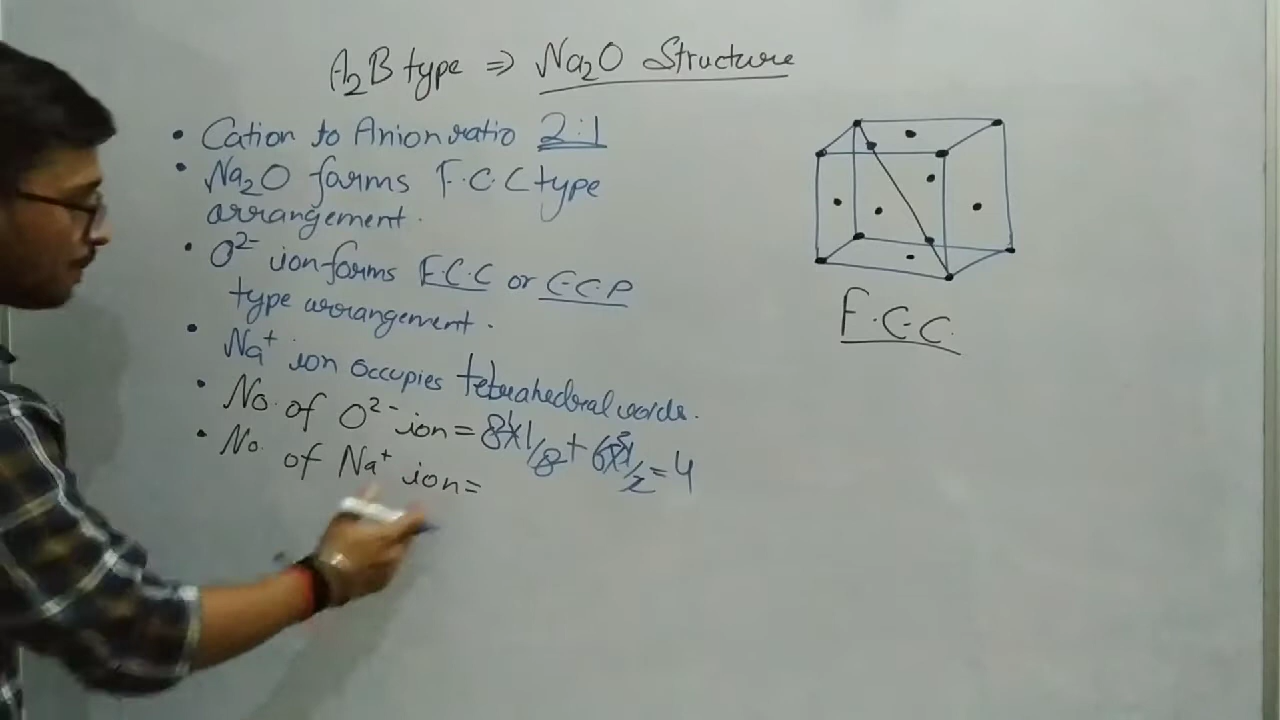 A₂B type ⇒ Na₂O Structure
• Cation to Anion ratio 2:1
• Na₂O forms F.C.C type
arrangement.
• O²⁻ ion forms F.C.C or C.C.P
type arrangement.
• Na⁺ ion occupies tetrahedral voids.
• No. of O²⁻ ion = 8×1/8 + 6×1/2 = 4
• No. of Na⁺ ion =
F.C.C.